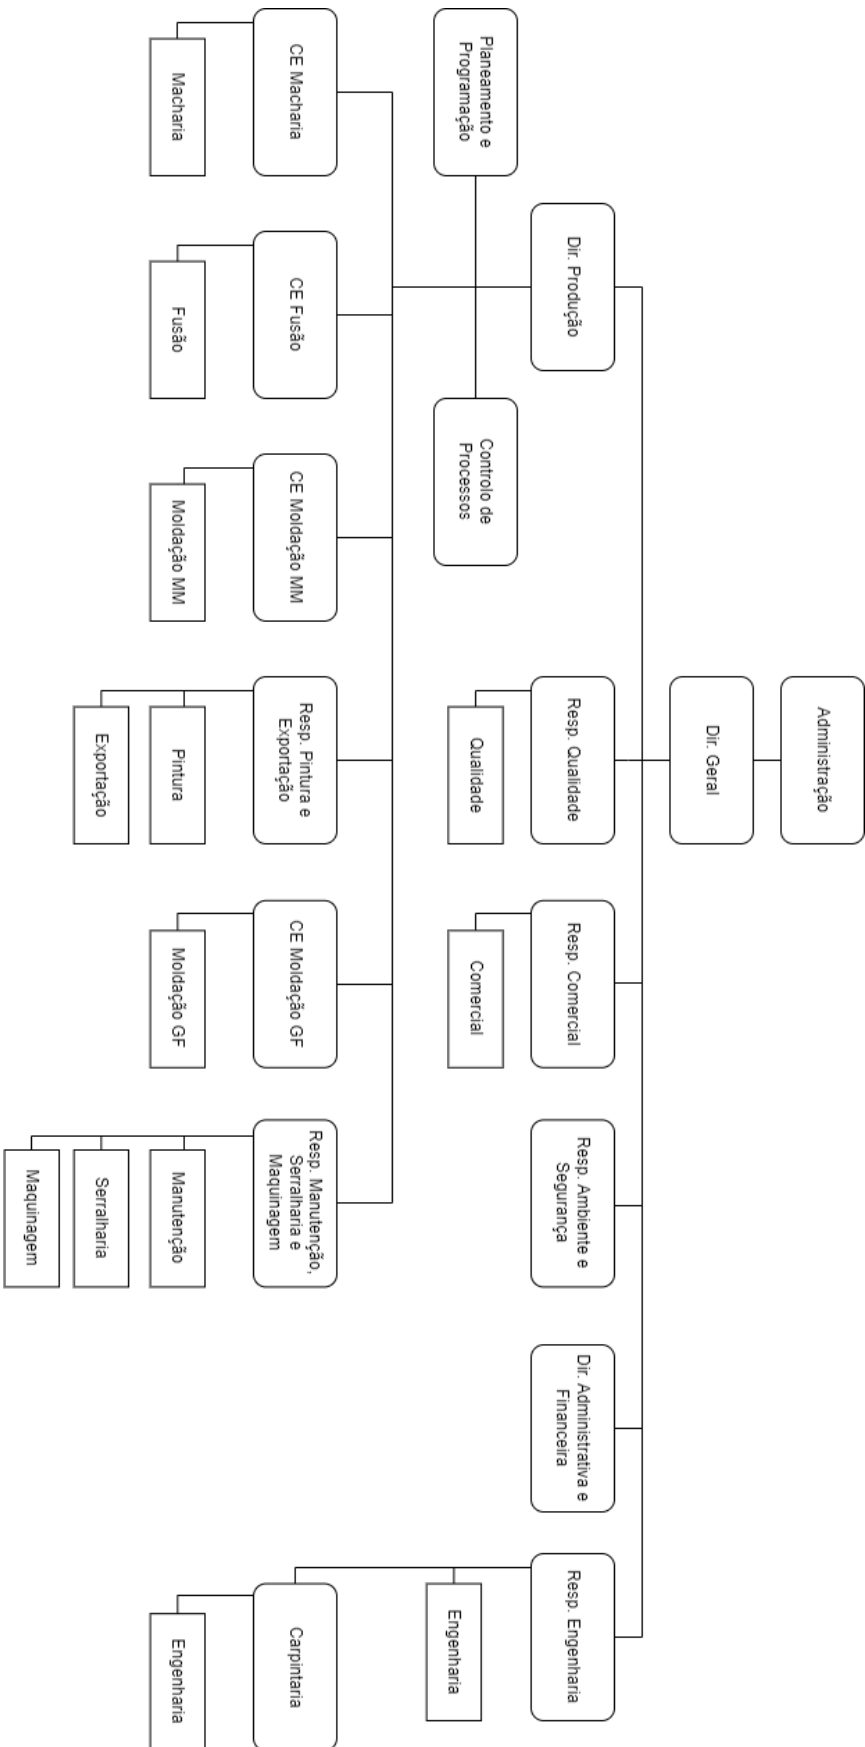 Administração
Dir. Geral
Dir. Produção
Resp. Qualidade
Resp. Comercial
Resp. Ambiente e
Segurança
Dir. Administrativa e
Financeira
Resp. Engenharia
Planeamento e
Programação
Controlo de
Processos
Qualidade
Comercial
Engenharia
CE Macharia
CE Fusão
CE Moldação MM
Resp. Pintura e
Exportação
CE Moldação GF
Resp. Manutenção,
Serralharia e
Maquinagem
Carpintaria
Macharia
Fusão
Moldação MM
Pintura
Moldação GF
Manutenção
Engenharia
Exportação
Serralharia
Maquinagem